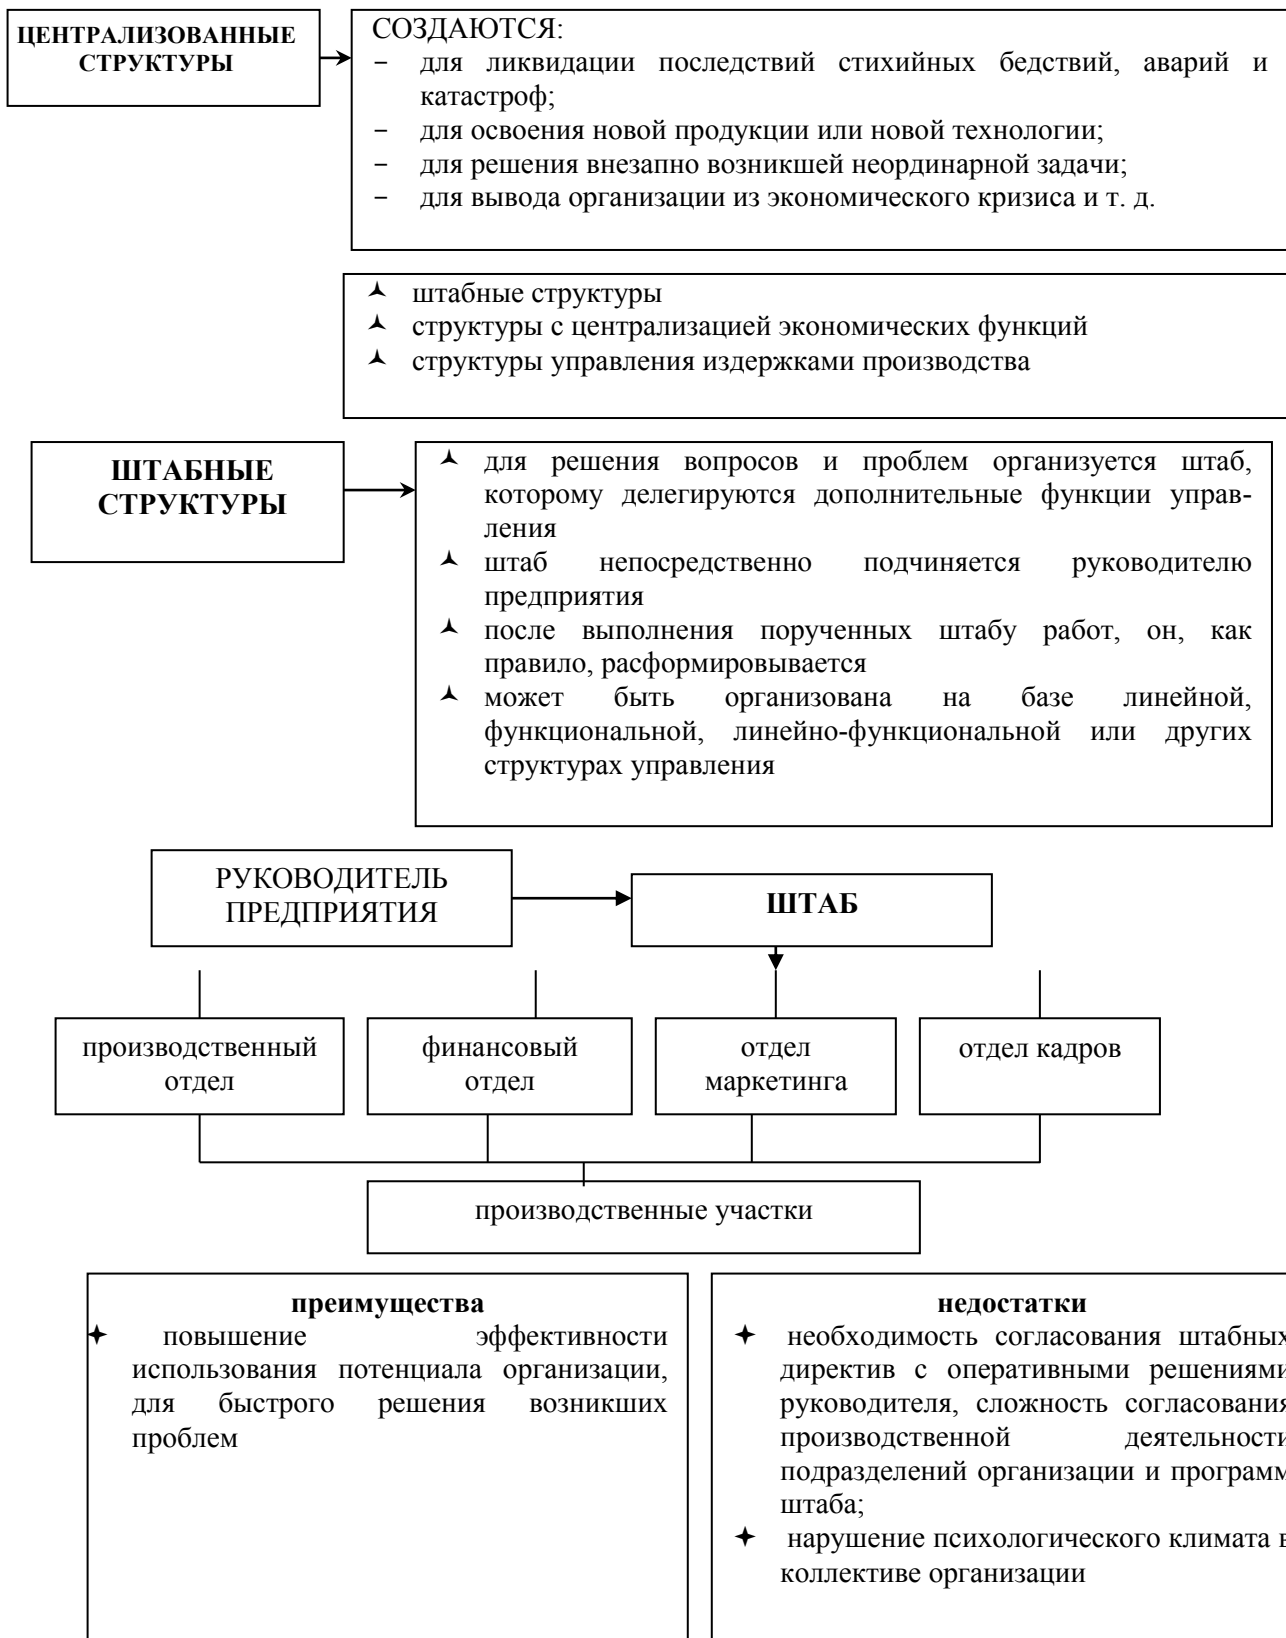 ЦЕНТРАЛИЗОВАННЫЕ
СТРУКТУРЫ
СОЗДАЮТСЯ:
− для ликвидации последствий стихийных бедствий, аварий и
катастроф;
− для освоения новой продукции или новой технологии;
− для решения внезапно возникшей неординарной задачи;
− для вывода организации из экономического кризиса и т. д.
штабные структуры
структуры с централизацией экономических функций
структуры управления издержками производства
ШТАБНЫЕ
СТРУКТУРЫ
для решения вопросов и проблем организуется штаб,
которому делегируются дополнительные функции управ-
ления
штаб непосредственно подчиняется руководителю
предприятия
после выполнения порученных штабу работ, он, как
правило, расформировывается
может быть организована на базе линейной,
функциональной, линейно-функциональной или других
структурах управления
РУКОВОДИТЕЛЬ
ПРЕДПРИЯТИЯ
ШТАБ
производственный
отдел
финансовый
отдел
отдел
маркетинга
отдел кадров
производственные участки
преимущества
повышение эффективности
использования потенциала организации,
для быстрого решения возникших
проблем
недостатки
необходимость согласования штабных
директив с оперативными решениями
руководителя, сложность согласования
производственной деятельности
подразделений организации и программ
штаба;
нарушение психологического климата в
коллективе организации